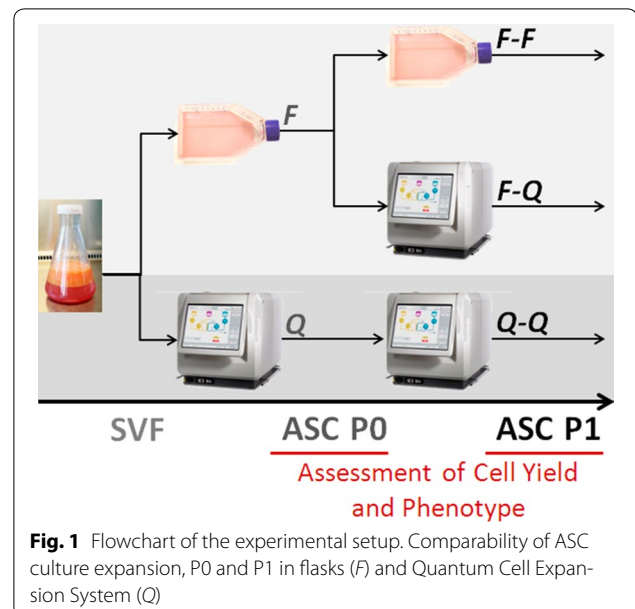 F-F
F
F-Q
Q
Q-Q
SVF
ASC P0
ASC P1
Assessment of Cell Yield
and Phenotype
Fig. 1 Flowchart of the experimental setup. Comparability of ASC
culture expansion, P0 and P1 in flasks (F) and Quantum Cell Expan-
sion System (Q)